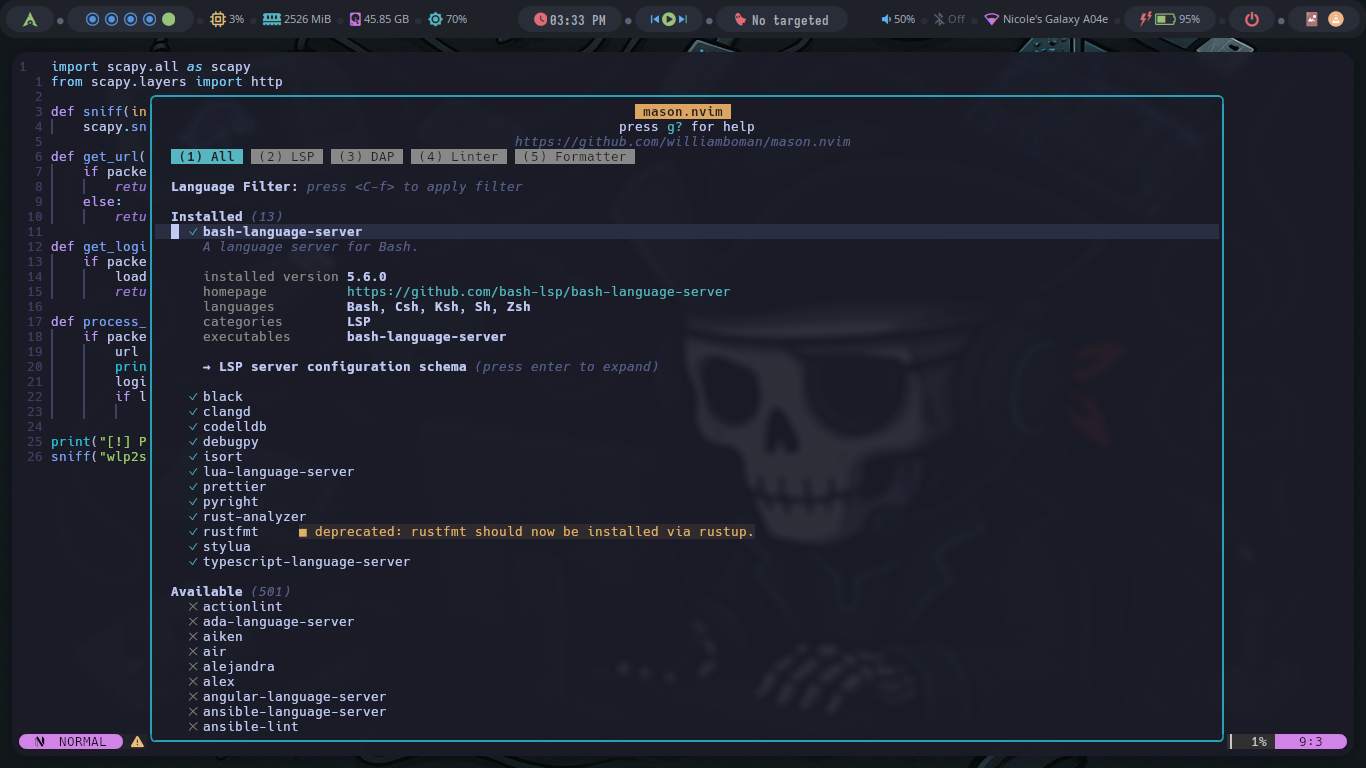 3% 2526 MiB 45.85 GB 70% 03:33 PM No targeted 50% Off Nicole's Galaxy A04e 95%
1 import scapy.all as scapy
1 from scapy.layers import http
2
3 def sniff(in
4 scapy.sn
5
6 def get_url(
7 if packe
8 retu
9 else:
10 retu
11
12 def get_logi
13 if packe
14 load
15 retu
16
17 def process_
18 if packe
19 url
20 prin
21 logi
22 if l
23
24
25 print("[!] P
26 sniff("wlp2s
mason.nvim
press g? for help
https://github.com/williamboman/mason.nvim
(1) All (2) LSP (3) DAP (4) Linter (5) Formatter
Language Filter: press <C-f> to apply filter
Installed (13)
✓ bash-language-server
A language server for Bash.
installed version 5.6.0
homepage https://github.com/bash-lsp/bash-language-server
languages Bash, Csh, Ksh, Sh, Zsh
categories LSP
executables bash-language-server
→ LSP server configuration schema (press enter to expand)
✓ black
✓ clangd
✓ codelldb
✓ debugpy
✓ isort
✓ lua-language-server
✓ prettier
✓ pyright
✓ rust-analyzer
✓ rustfmt ■ deprecated: rustfmt should now be installed via rustup.
✓ stylua
✓ typescript-language-server
Available (501)
✕ actionlint
✕ ada-language-server
✕ aiken
✕ air
✕ alejandra
✕ alex
✕ angular-language-server
✕ ansible-language-server
✕ ansible-lint
NORMAL 1% 9:3